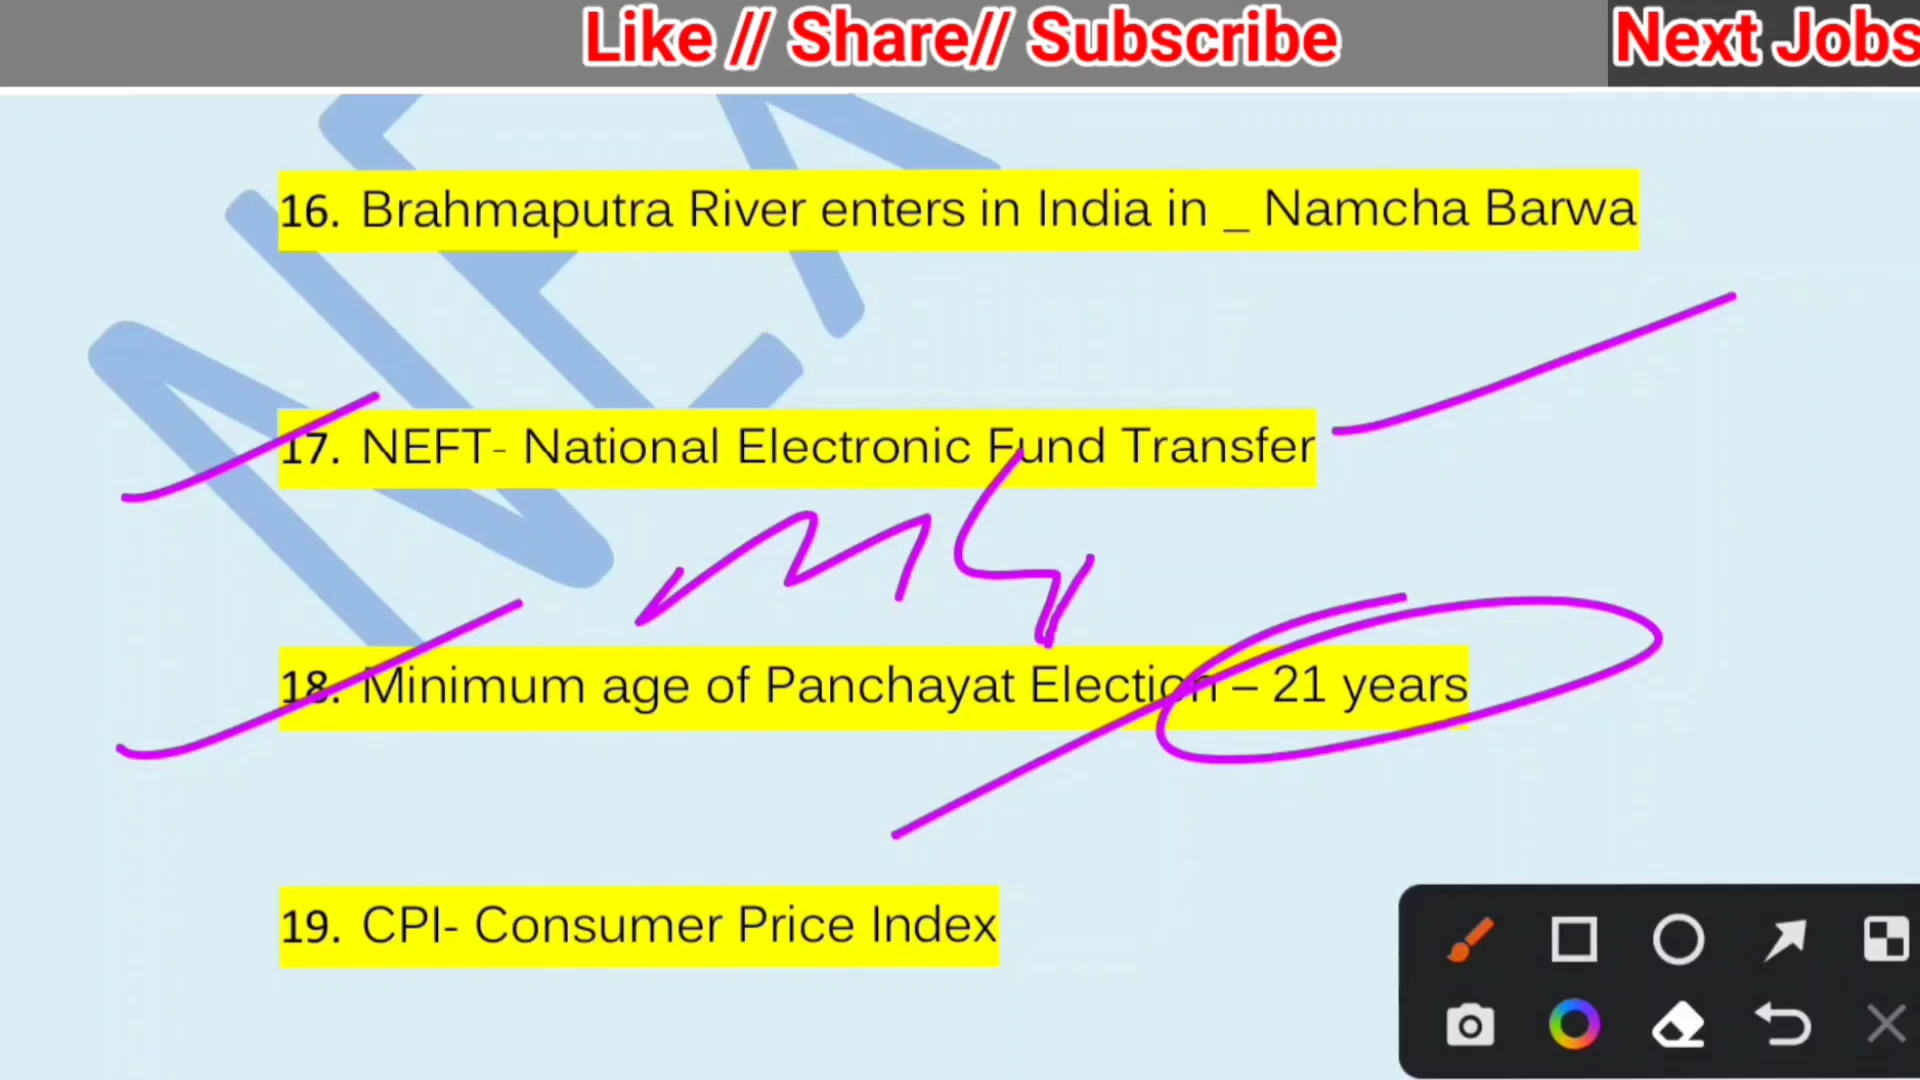 Like // Share// Subscribe
Next Jobs
16. Brahmaputra River enters in India in _ Namcha Barwa
17. NEFT- National Electronic Fund Transfer
18. Minimum age of Panchayat Election – 21 years
19. CPI- Consumer Price Index